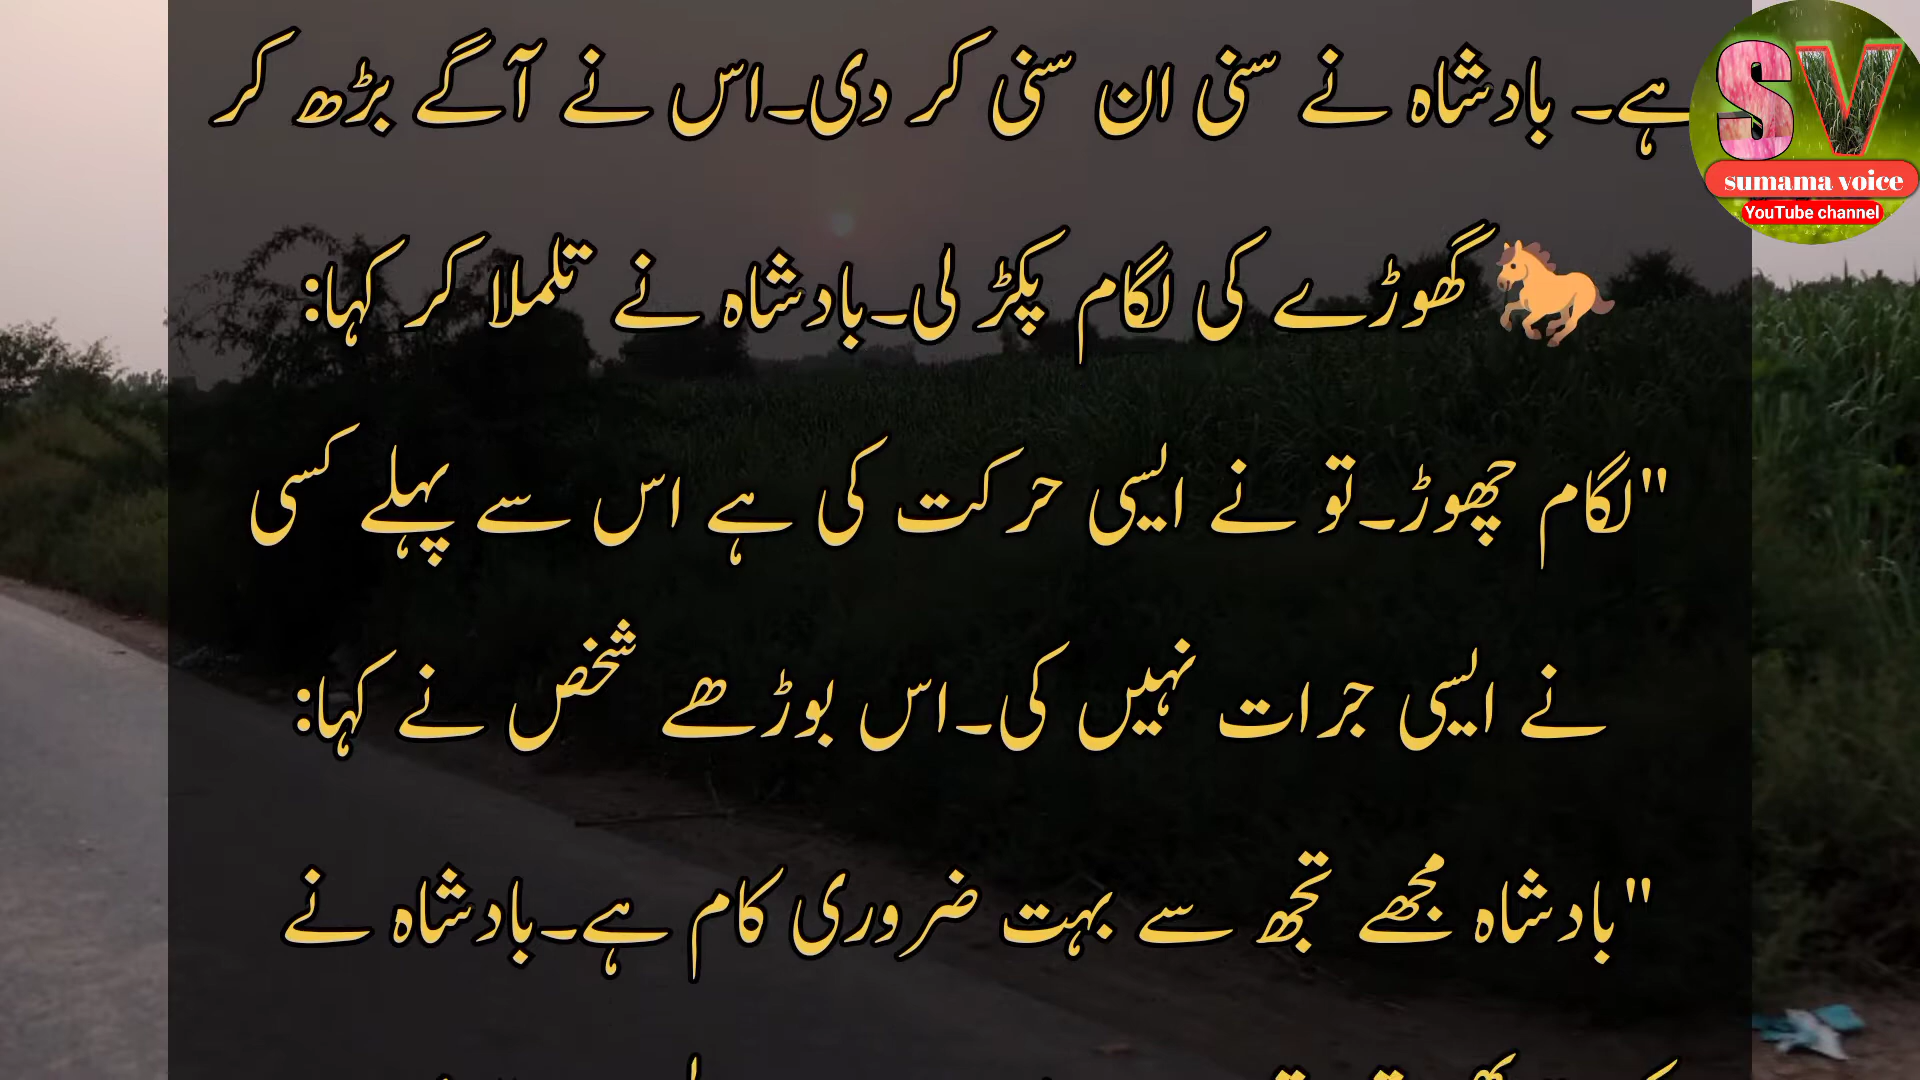 ہے۔ بادشاہ نے سنی ان سنی کر دی۔اس نے آگے بڑھ کر
🐎گھوڑے کی لگام پکڑ لی۔بادشاہ نے تلملا کر کہا:
"لگام چھوڑ۔تو نے ایسی حرکت کی ہے اس سے پہلے کسی
نے ایسی جرات نہیں کی۔اس بوڑھے شخص نے کہا:
"بادشاہ مجھے تجھ سے بہت ضروری کام ہے۔بادشاہ نے
SV
sumama voice
YouTube channel